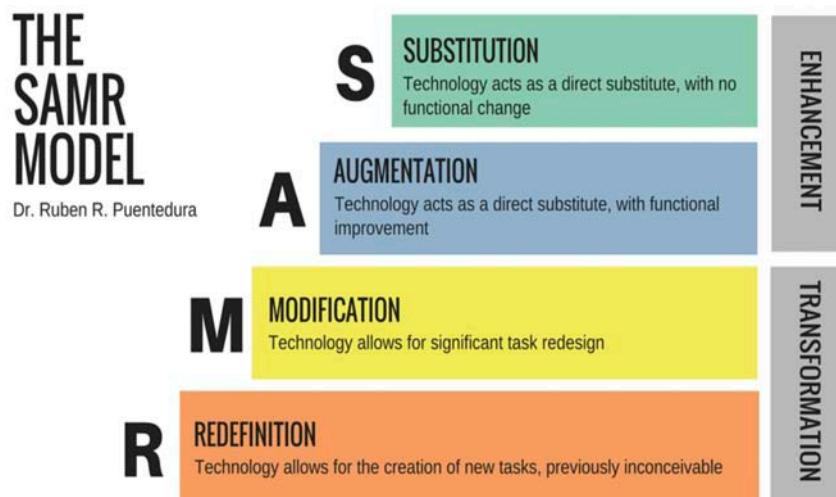 THE
SAMR
MODEL
Dr. Ruben R. Puentedura
S
SUBSTITUTION
Technology acts as a direct substitute, with no
functional change
A
AUGMENTATION
Technology acts as a direct substitute, with functional
improvement
ENHANCEMENT
M
MODIFICATION
Technology allows for significant task redesign
R
REDEFINITION
Technology allows for the creation of new tasks, previously inconceivable
TRANSFORMATION